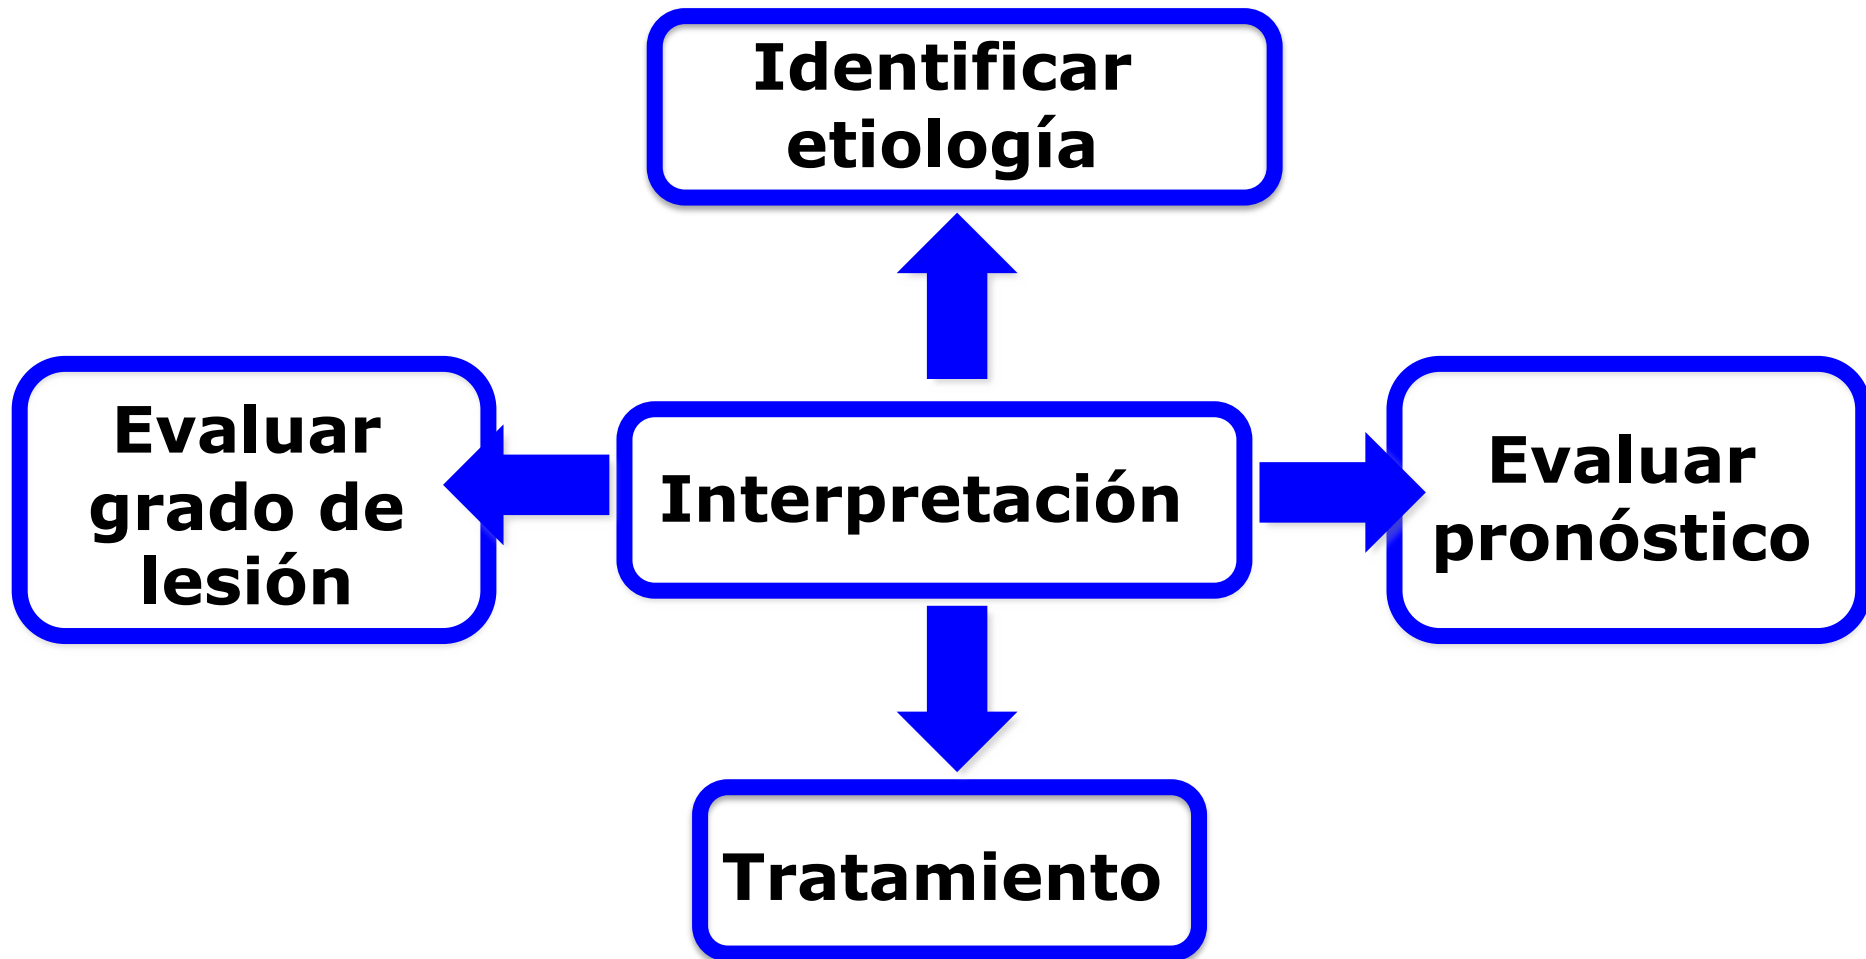 Identificar
etiología
Evaluar
grado de
lesión
Interpretación
Evaluar
pronóstico
Tratamiento